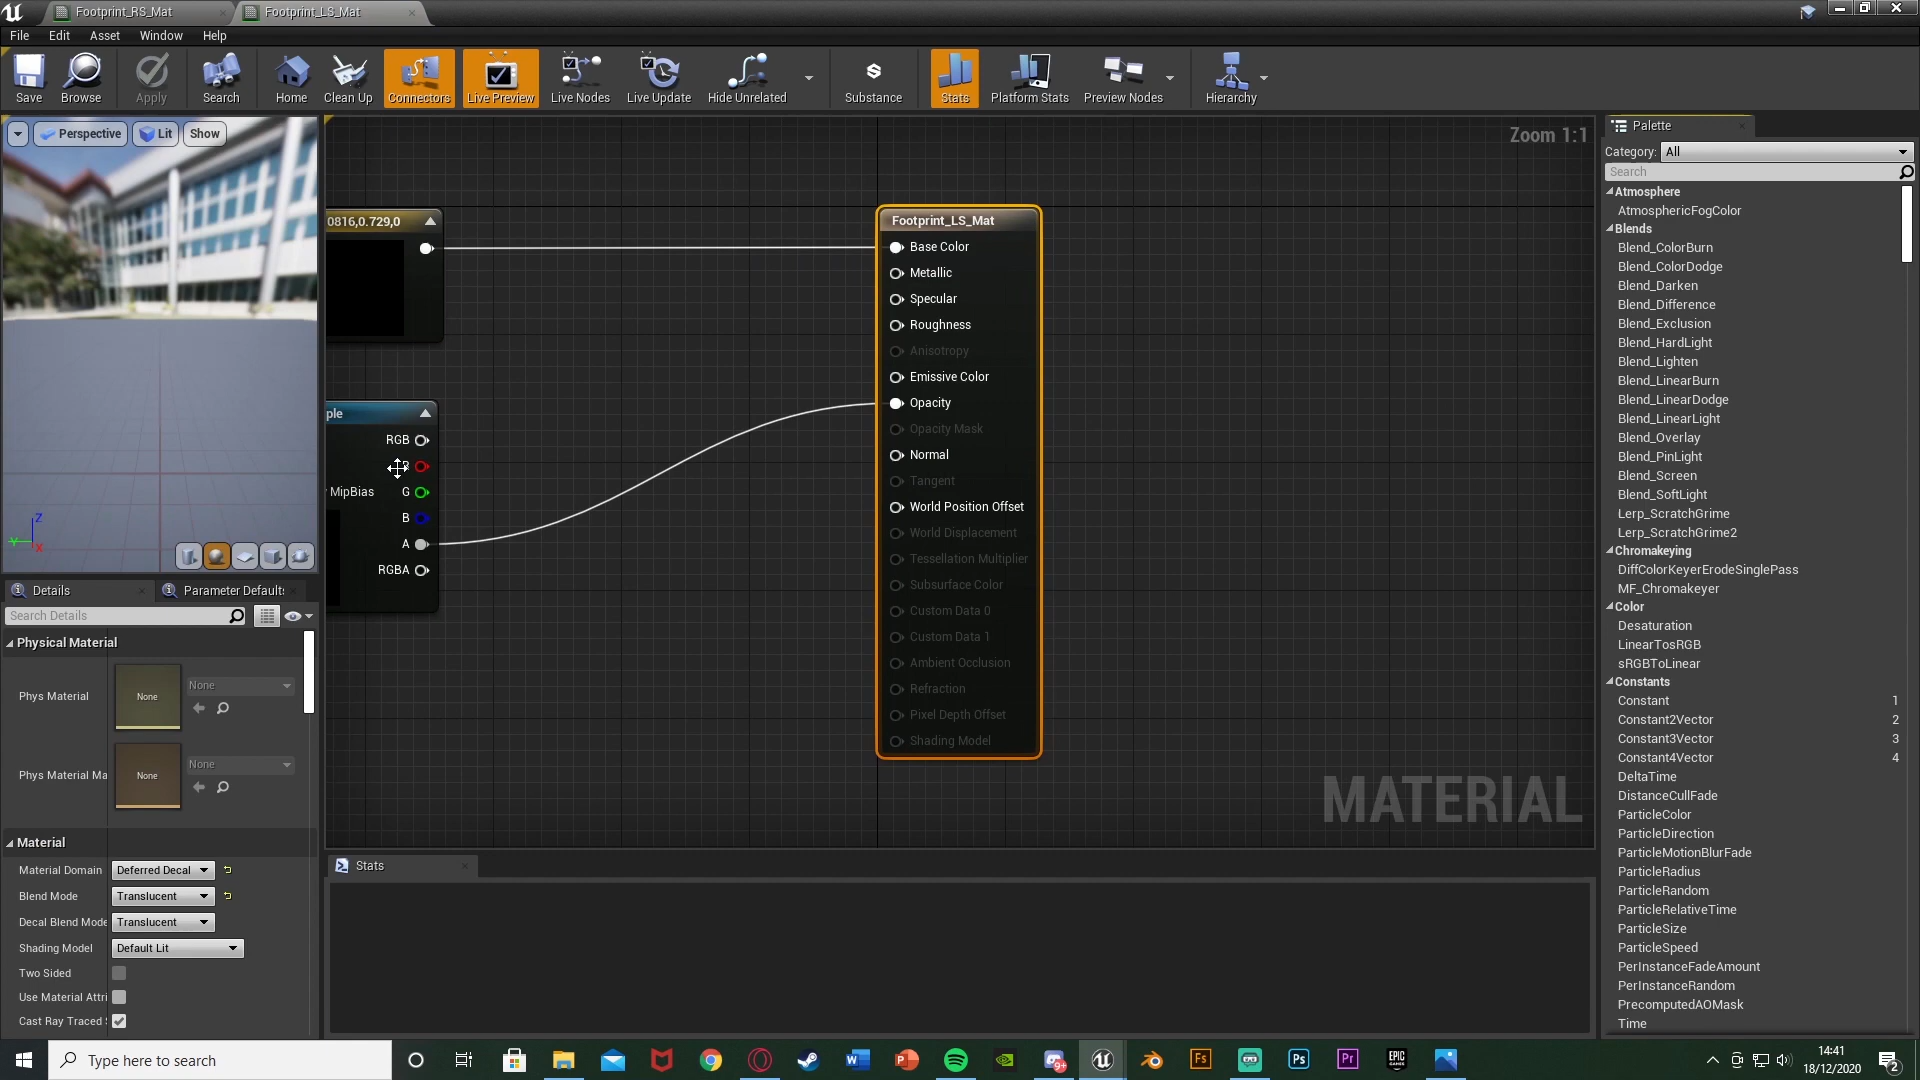 Footprint_RS_Mat
Footprint_LS_Mat
File Edit Asset Window Help
Save Browse Apply Search Home Clean Up Connectors Live Preview Live Nodes Live Update Hide Unrelated Substance Stats Platform Stats Preview Nodes Hierarchy
Perspective Lit Show
Z
Y
X
Zoom 1:1
0816,0.729,0
ple
RGB
MipBias
G
B
A
RGBA
Footprint_LS_Mat
Base Color
Metallic
Specular
Roughness
Anisotropy
Emissive Color
Opacity
Opacity Mask
Normal
Tangent
World Position Offset
World Displacement
Tessellation Multiplier
Subsurface Color
Custom Data 0
Custom Data 1
Ambient Occlusion
Refraction
Pixel Depth Offset
Shading Model
MATERIAL
Details
Parameter Default
Search Details
Physical Material
Phys Material None None
Phys Material Ma None None
Material
Material Domain Deferred Decal
Blend Mode Translucent
Decal Blend Mode Translucent
Shading Model Default Lit
Two Sided
Use Material Attri
Cast Ray Traced
Stats
Palette
Category: All
Search
Atmosphere
AtmosphericFogColor
Blends
Blend_ColorBurn
Blend_ColorDodge
Blend_Darken
Blend_Difference
Blend_Exclusion
Blend_HardLight
Blend_Lighten
Blend_LinearBurn
Blend_LinearDodge
Blend_LinearLight
Blend_Overlay
Blend_PinLight
Blend_Screen
Blend_SoftLight
Lerp_ScratchGrime
Lerp_ScratchGrime2
Chromakeying
DiffColorKeyerErodeSinglePass
MF_Chromakeyer
Color
Desaturation
LinearTosRGB
sRGBToLinear
Constants
Constant 1
Constant2Vector 2
Constant3Vector 3
Constant4Vector 4
DeltaTime
DistanceCullFade
ParticleColor
ParticleDirection
ParticleMotionBlurFade
ParticleRadius
ParticleRandom
ParticleRelativeTime
ParticleSize
ParticleSpeed
PerInstanceFadeAmount
PerInstanceRandom
PrecomputedAOMask
Time
Type here to search
W
P
9+
Fs
Ps
Pr
EPIC GAMES
14:41
18/12/2020
2